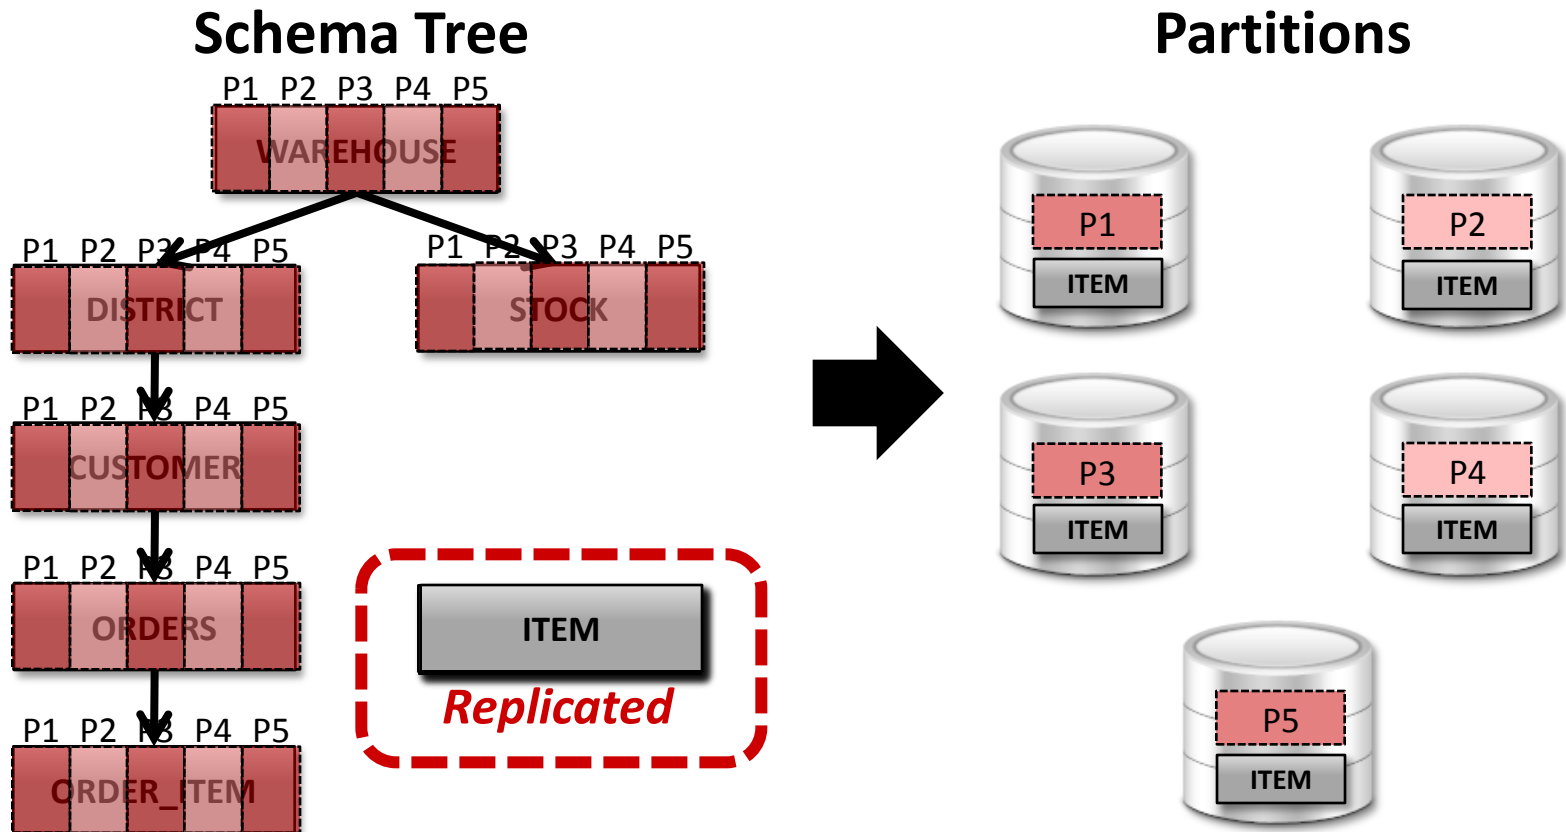 Schema Tree
Partitions
P1 P2 P3 P4 P5
WAREHOUSE
P1 P2 P3 P4 P5
DISTRICT
P1 P2 P3 P4 P5
STOCK
P1 P2 P3 P4 P5
CUSTOMER
P1 P2 P3 P4 P5
ORDERS
P1 P2 P3 P4 P5
ORDER_ITEM
ITEM
Replicated
P1
ITEM
P2
ITEM
P3
ITEM
P4
ITEM
P5
ITEM